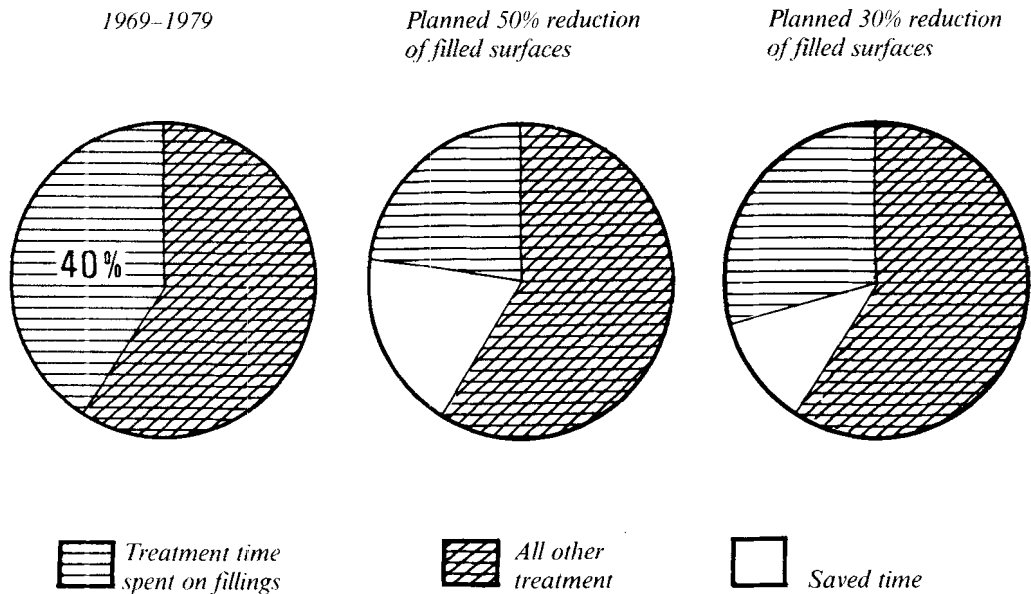 1969–1979
Planned 50% reduction
of filled surfaces
Planned 30% reduction
of filled surfaces
40%
Treatment time
spent on fillings
All other
treatment
Saved time